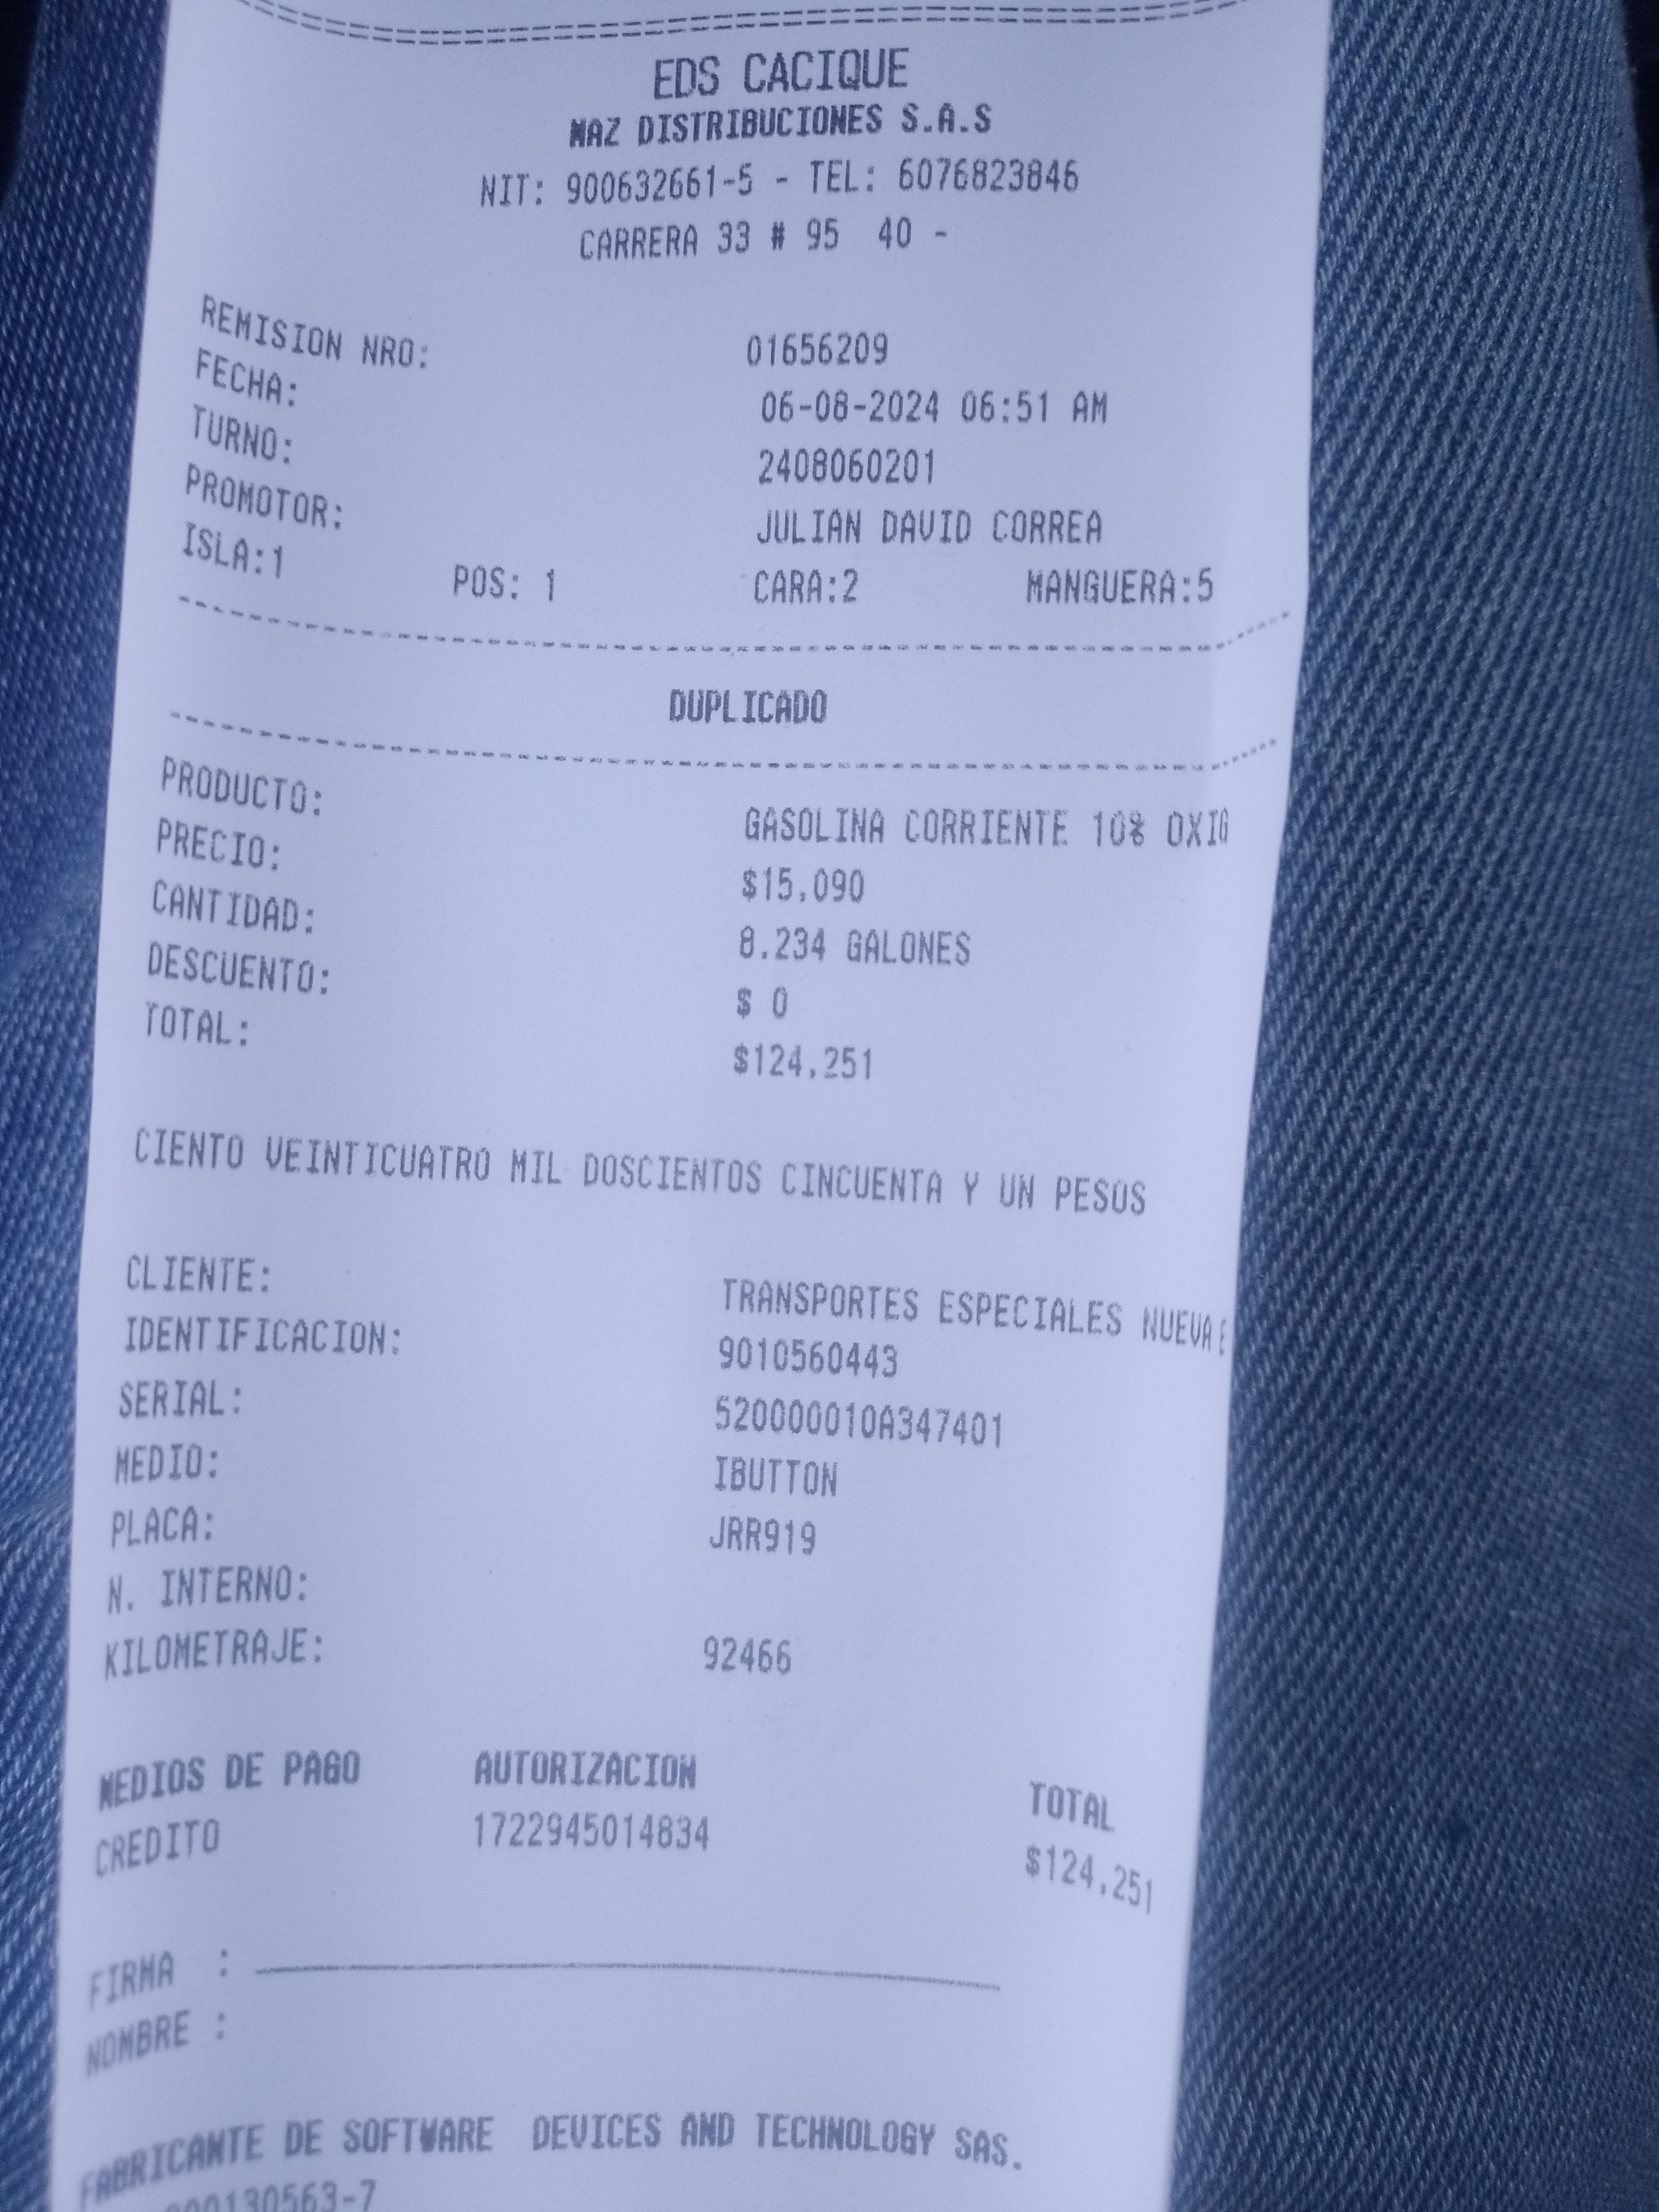 EDS CACIQUE
MAZ DISTRIBUCIONES S.A.S
NIT: 900632661-5 - TEL: 6076823846
CARRERA 33 # 95 40 -
REMISION NRO: 01656209
FECHA: 06-08-2024 06:51 AM
TURNO: 2408060201
PROMOTOR: JULIAN DAVID CORREA
ISLA:1 POS: 1 CARA:2 MANGUERA:5
DUPLICADO
PRODUCTO: GASOLINA CORRIENTE 10% OXIG
PRECIO: $15,090
CANTIDAD: 8.234 GALONES
DESCUENTO: $ 0
TOTAL: $124,251
CIENTO VEINTICUATRO MIL DOSCIENTOS CINCUENTA Y UN PESOS
CLIENTE: TRANSPORTES ESPECIALES NUEVA E
IDENTIFICACION: 9010560443
SERIAL: 520000010A347401
MEDIO: IBUTTON
PLACA: JRR919
N. INTERNO:
KILOMETRAJE: 92466
MEDIOS DE PAGO AUTORIZACION TOTAL
CREDITO 1722945014834 $124,251
FIRMA :
NOMBRE :
FABRICANTE DE SOFTWARE DEVICES AND TECHNOLOGY SAS.